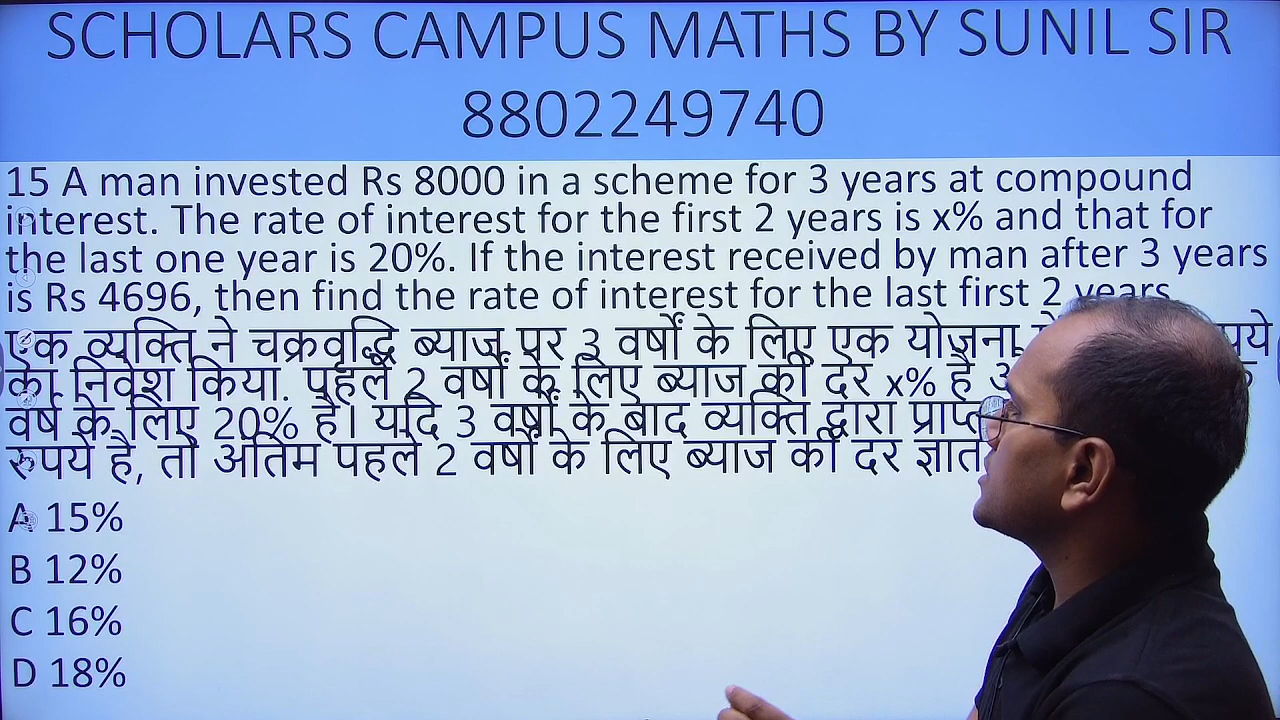 SCHOLARS CAMPUS MATHS BY SUNIL SIR
8802249740
15 A man invested Rs 8000 in a scheme for 3 years at compound
interest. The rate of interest for the first 2 years is x% and that for
the last one year is 20%. If the interest received by man after 3 years
is Rs 4696, then find the rate of interest for the last first 2 years
एक व्यक्ति ने चक्रवृद्धि ब्याज पर 3 वर्षों के लिए एक योजना
का निवेश किया. पहले 2 वर्षों के लिए ब्याज की दर x% है
वर्ष के लिए 20% है। यदि 3 वर्षों के बाद व्यक्ति द्वारा प्राप्त
रुपये है, तो अंतिम पहले 2 वर्षों के लिए ब्याज की दर ज्ञात
A 15%
B 12%
C 16%
D 18%